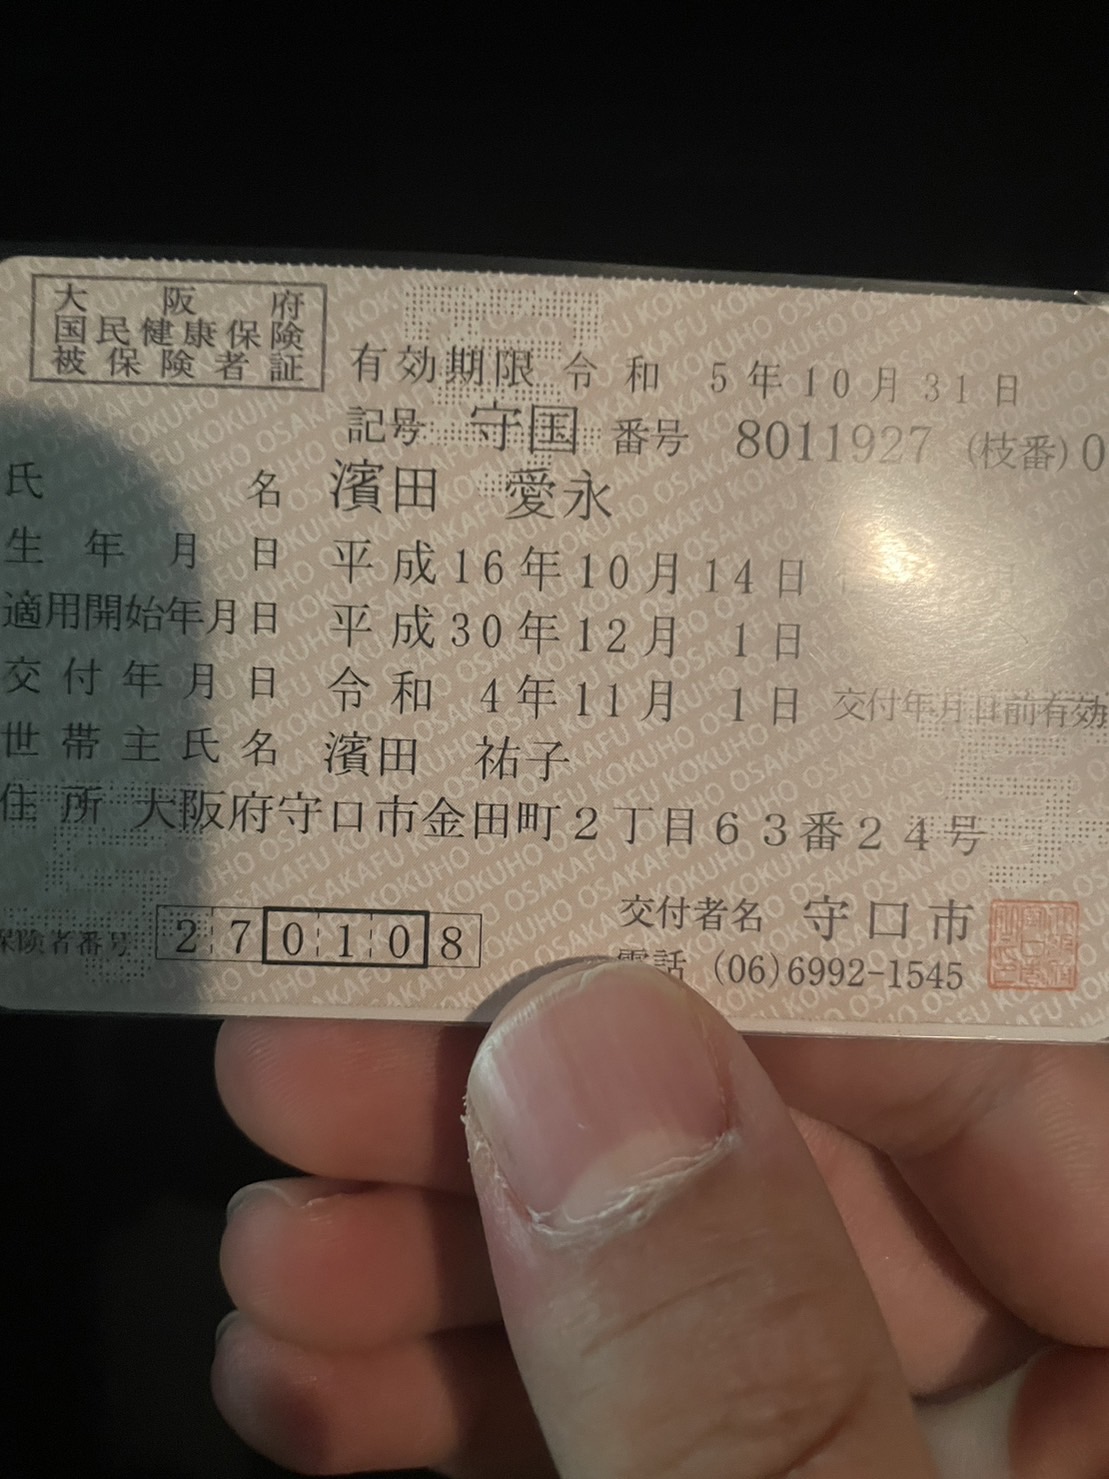 大阪府
国民健康保険
被保険者証
有効期限 令和 5年10月31日
記号 守国 番号 8011927 (枝番)0
氏名 濱田 愛永
生年月日 平成16年10月14日
適用開始年月日 平成30年12月 1日
交付年月日 令和 4年11月 1日 交付年月日前有効
世帯主氏名 濱田 祐子
住所 大阪府守口市金田町2丁目63番24号
保険者番号 270108
交付者名 守口市
電話 (06)6992-1545